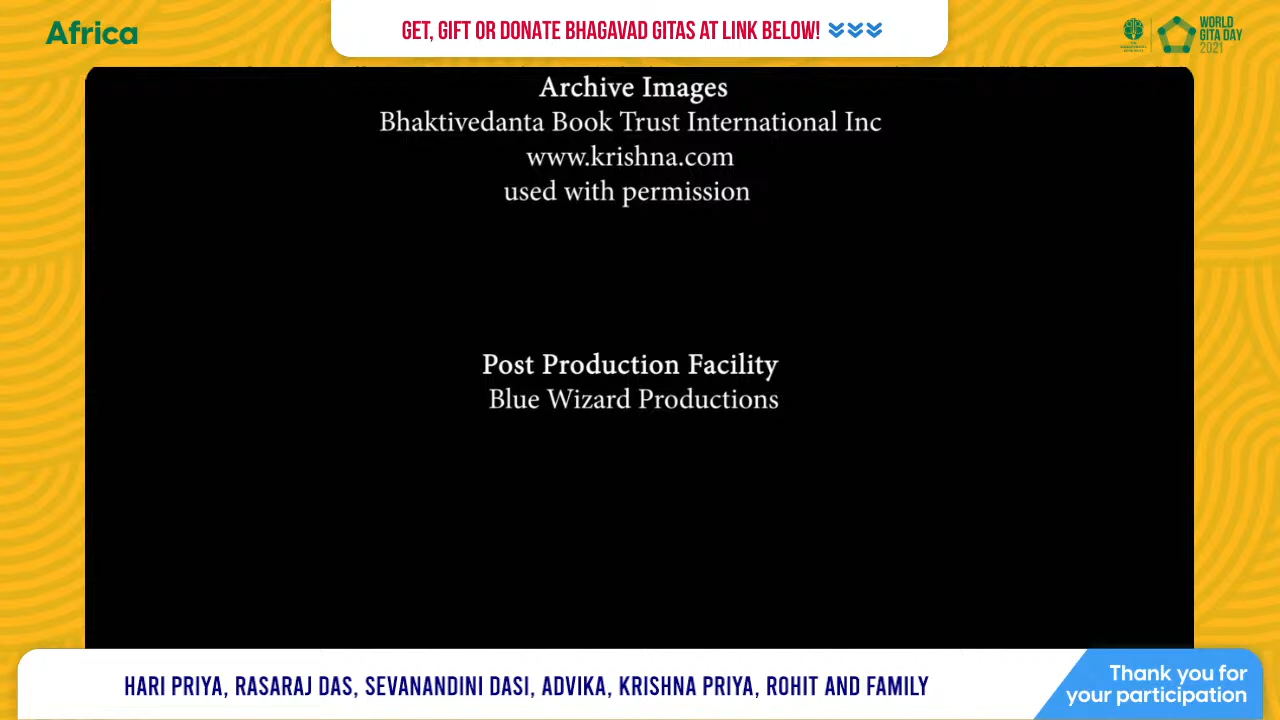 Africa
GET, GIFT OR DONATE BHAGAVAD GITAS AT LINK BELOW!
WORLD
GITA DAY
2021
Archive Images
Bhaktivedanta Book Trust International Inc
www.krishna.com
used with permission
Post Production Facility
Blue Wizard Productions
HARI PRIYA, RASARAJ DAS, SEVANANDINI DASI, ADVIKA, KRISHNA PRIYA, ROHIT AND FAMILY
Thank you for
your participation